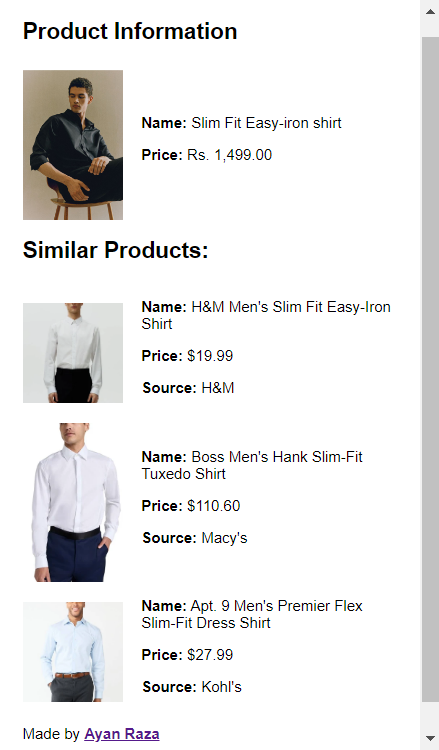 Product Information
Name: Slim Fit Easy-iron shirt
Price: Rs. 1,499.00
Similar Products:
Name: H&M Men's Slim Fit Easy-Iron
Shirt
Price: $19.99
Source: H&M
Name: Boss Men's Hank Slim-Fit
Tuxedo Shirt
Price: $110.60
Source: Macy's
Name: Apt. 9 Men's Premier Flex
Slim-Fit Dress Shirt
Price: $27.99
Source: Kohl's
Made by Ayan Raza